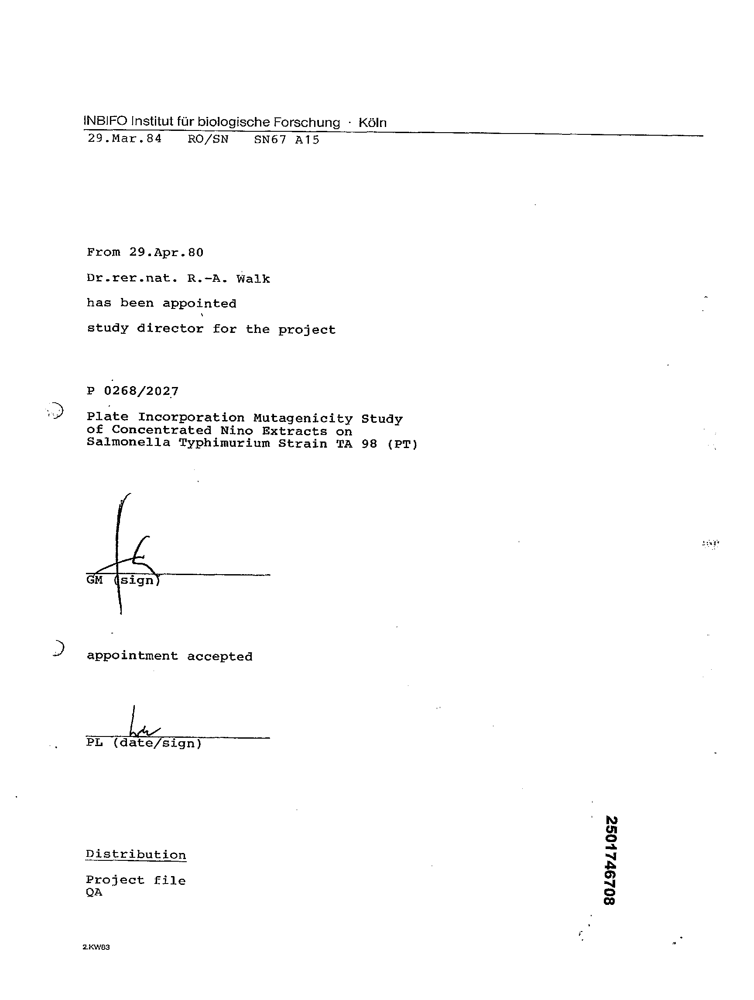 INBIFO Institut für biologische Forschung · Köln
29.Mar.84 RO/SN SN67 A15
From 29.Apr.80
Dr.rer.nat. R.-A. Walk
has been appointed
study director for the project
P 0268/2027
Plate Incorporation Mutagenicity Study
of Concentrated Nino Extracts on
Salmonella Typhimurium Strain TA 98 (PT)
GM (sign)
appointment accepted
PL (date/sign)
Distribution
Project file
QA
2501746708
2.KW83